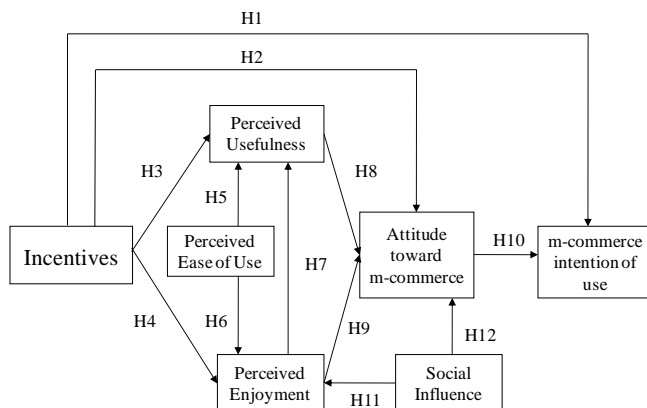 H1
H2
Perceived
Usefulness
H3
H8
H5
Incentives
Perceived
Ease of Use
Attitude
toward
m-commerce
H10
m-commerce
intention of
use
H7
H4
H6
H9
H12
Perceived
Enjoyment
Social
Influence
H11